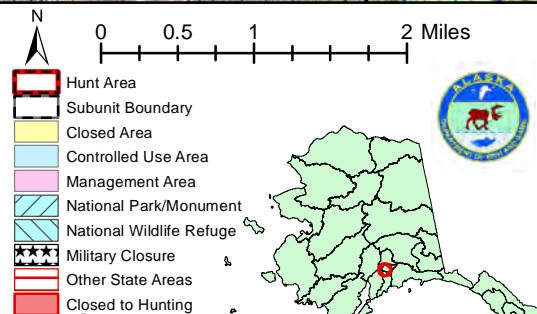 N
0 0.5 1 2 Miles
Hunt Area
Subunit Boundary
Closed Area
Controlled Use Area
Management Area
National Park/Monument
National Wildlife Refuge
Military Closure
Other State Areas
Closed to Hunting
ALASKA